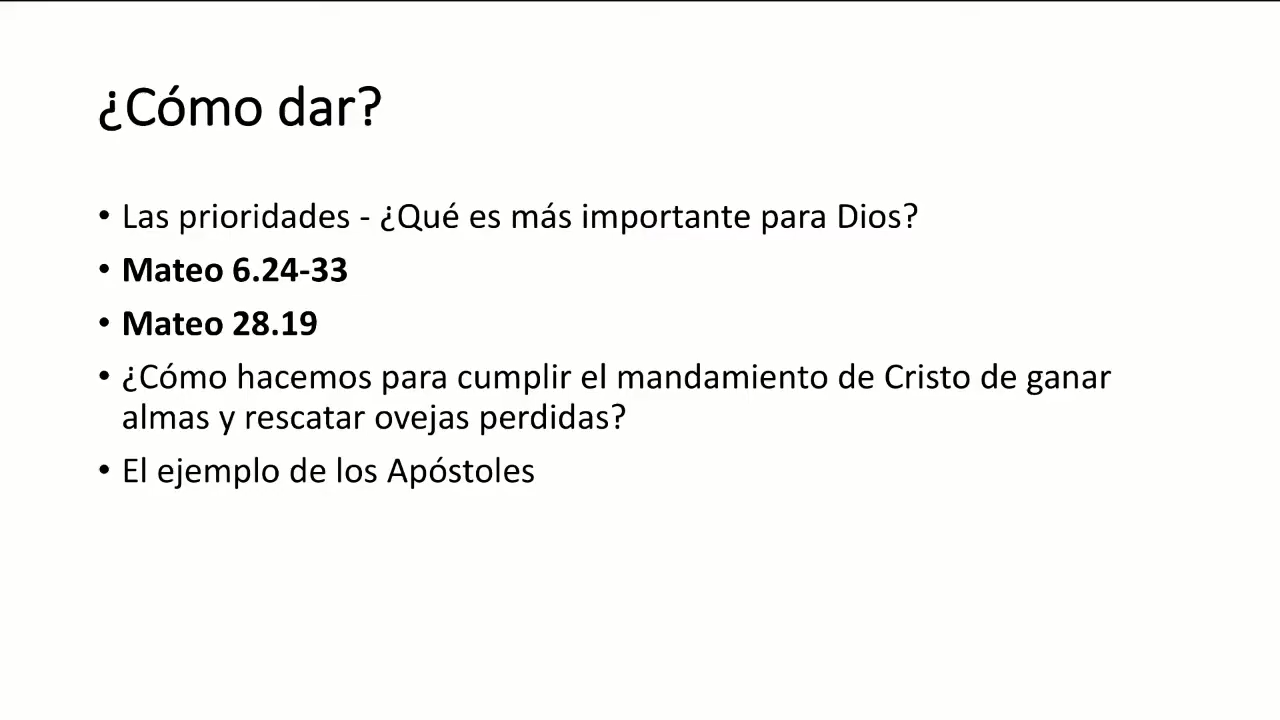 ¿Cómo dar?
• Las prioridades - ¿Qué es más importante para Dios?
• Mateo 6.24-33
• Mateo 28.19
• ¿Cómo hacemos para cumplir el mandamiento de Cristo de ganar
almas y rescatar ovejas perdidas?
• El ejemplo de los Apóstoles